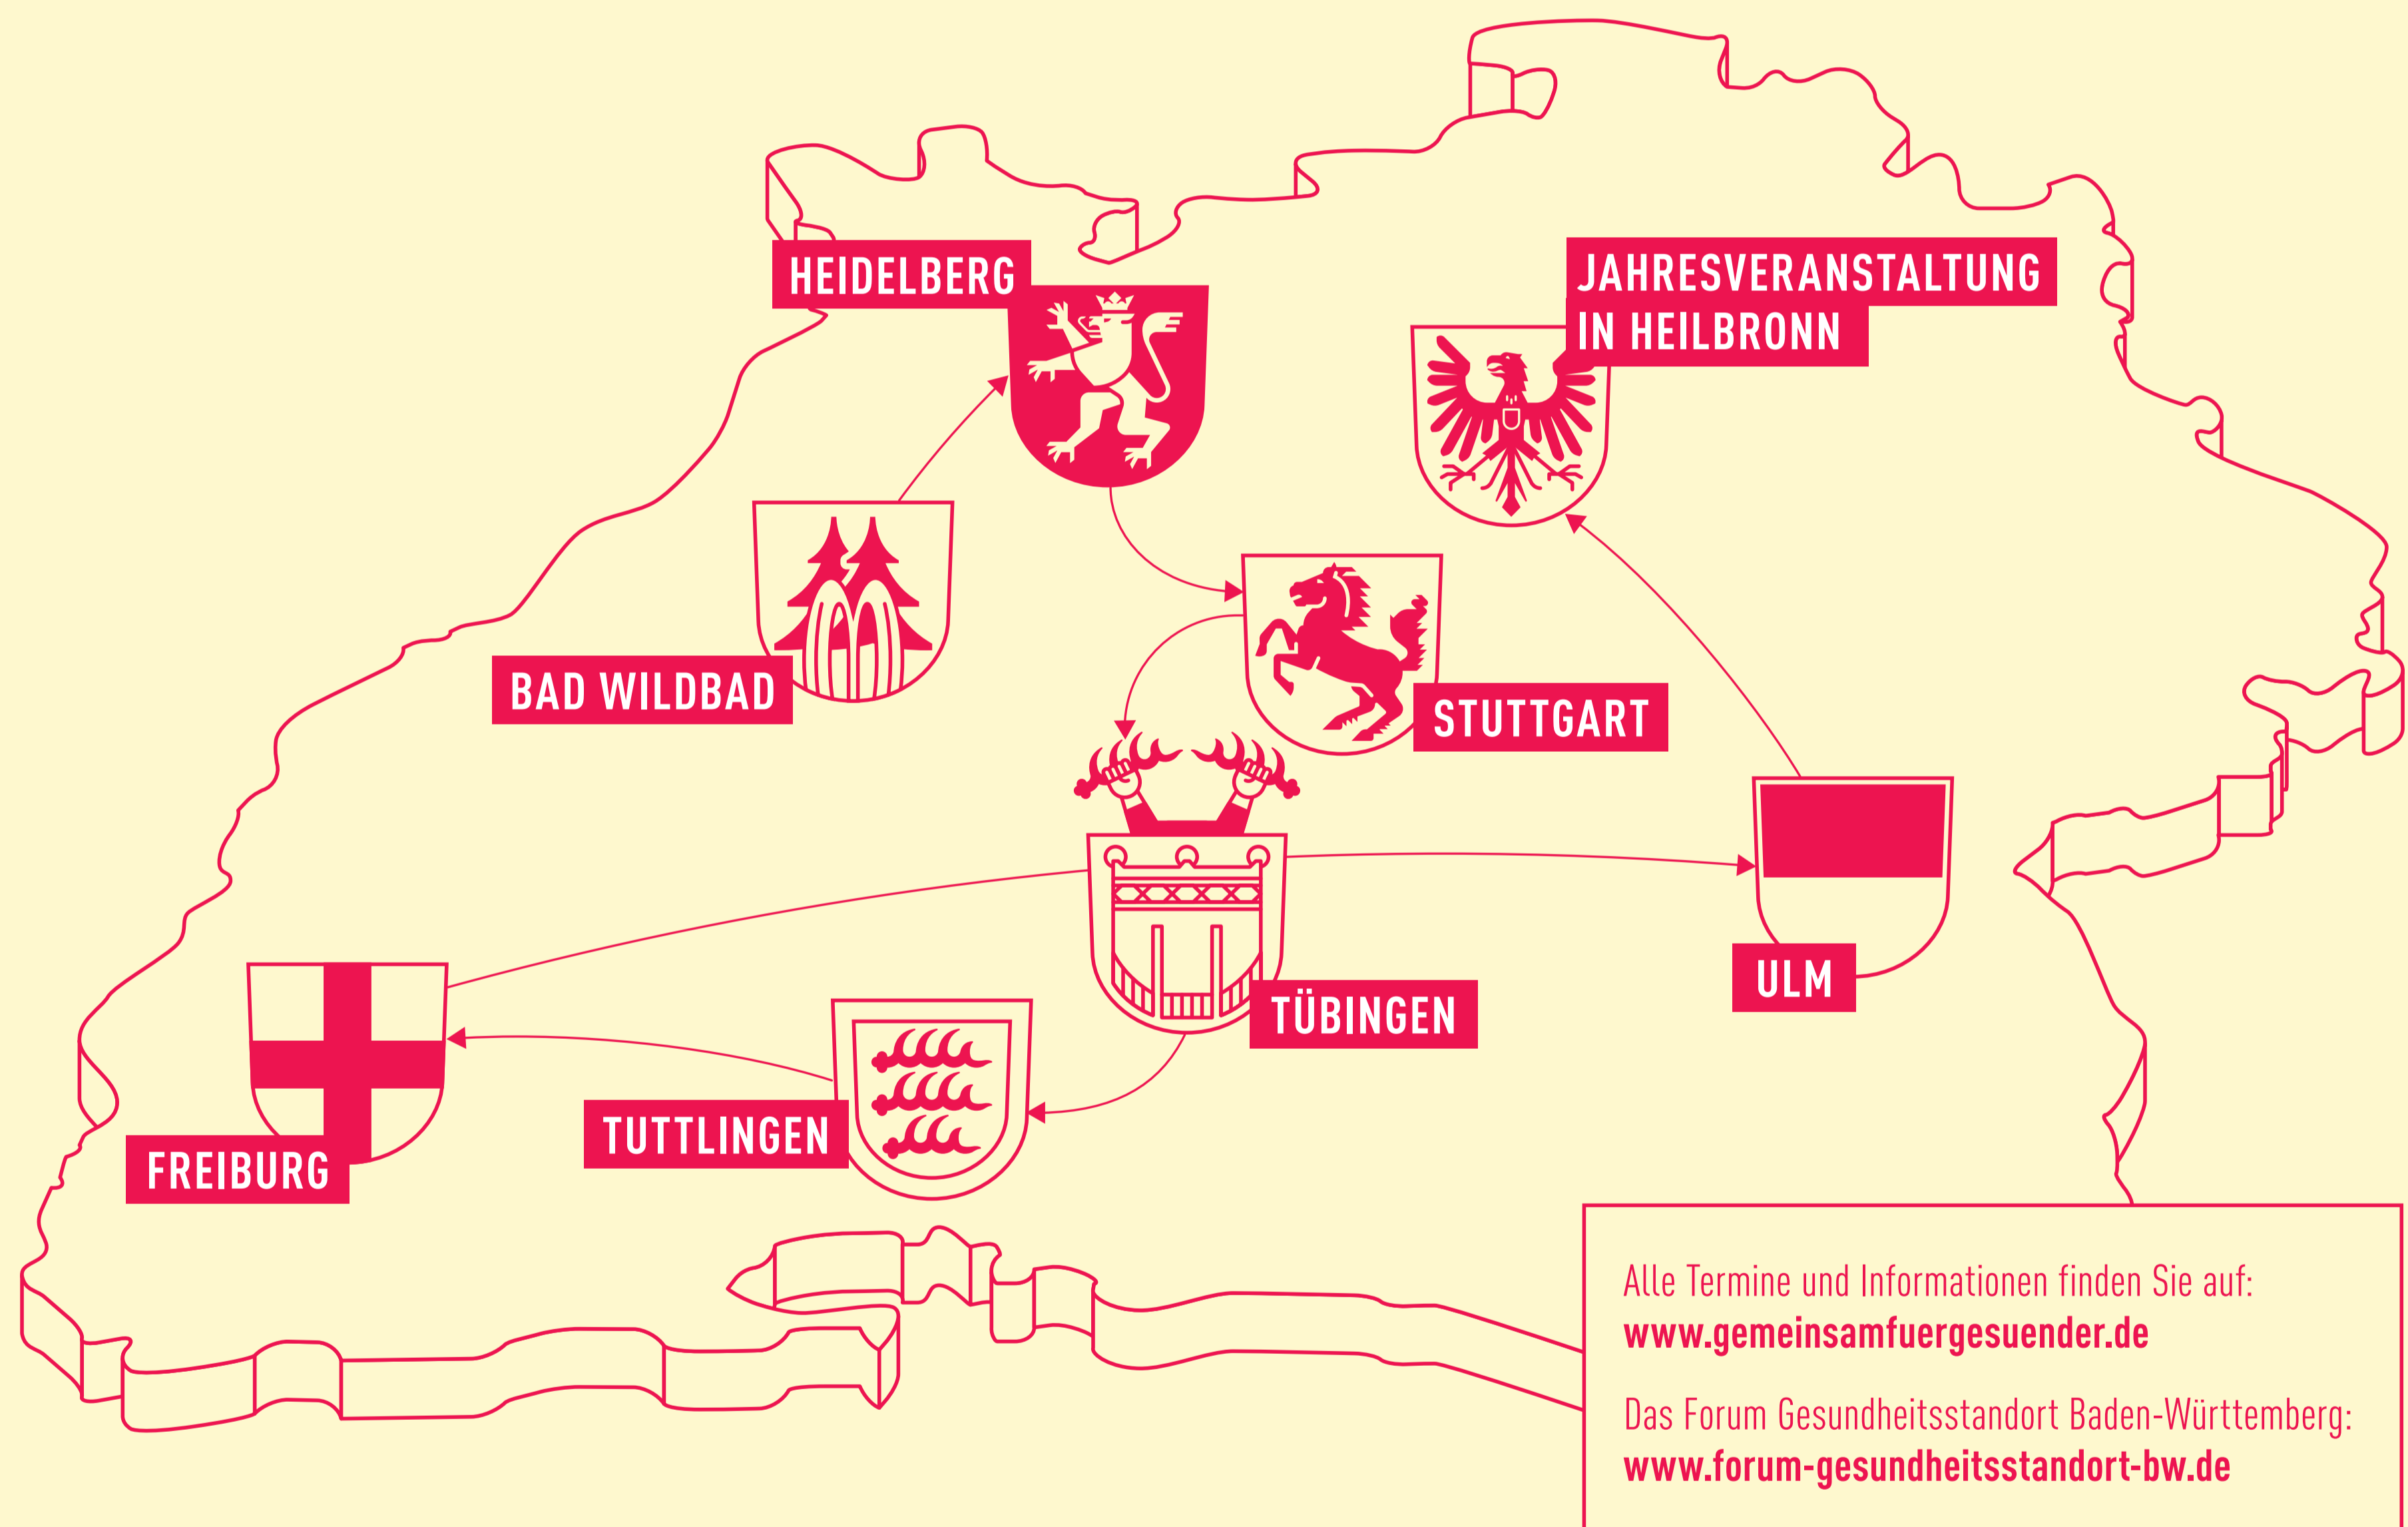 HEIDELBERG
JAHRESVERANSTALTUNG
IN HEILBRONN
BAD WILDBAD
STUTTGART
ULM
TÜBINGEN
TUTTLINGEN
FREIBURG
Alle Termine und Informationen finden Sie auf:
www.gemeinsamfuergesuender.de
Das Forum Gesundheitsstandort Baden-Württemberg:
www.forum-gesundheitsstandort-bw.de